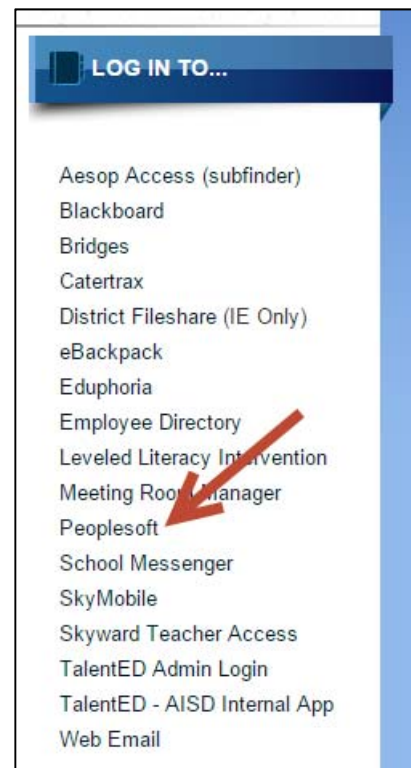 LOG IN TO...
Aesop Access (subfinder)
Blackboard
Bridges
Catertrax
District Fileshare (IE Only)
eBackpack
Eduphoria
Employee Directory
Leveled Literacy Intervention
Meeting Room Manager
Peoplesoft
School Messenger
SkyMobile
Skyward Teacher Access
TalentED Admin Login
TalentED - AISD Internal App
Web Email